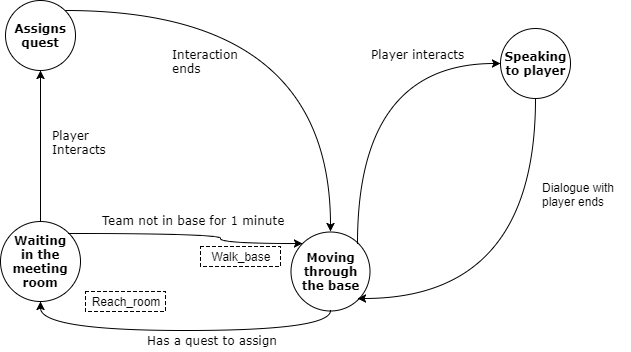 Assigns
quest
Interaction
ends
Player interacts
Speaking
to player
Player
Interacts
Dialogue with
player ends
Team not in base for 1 minute
Waiting
in the
meeting
room
Walk_base
Moving
through
the base
Reach_room
Has a quest to assign